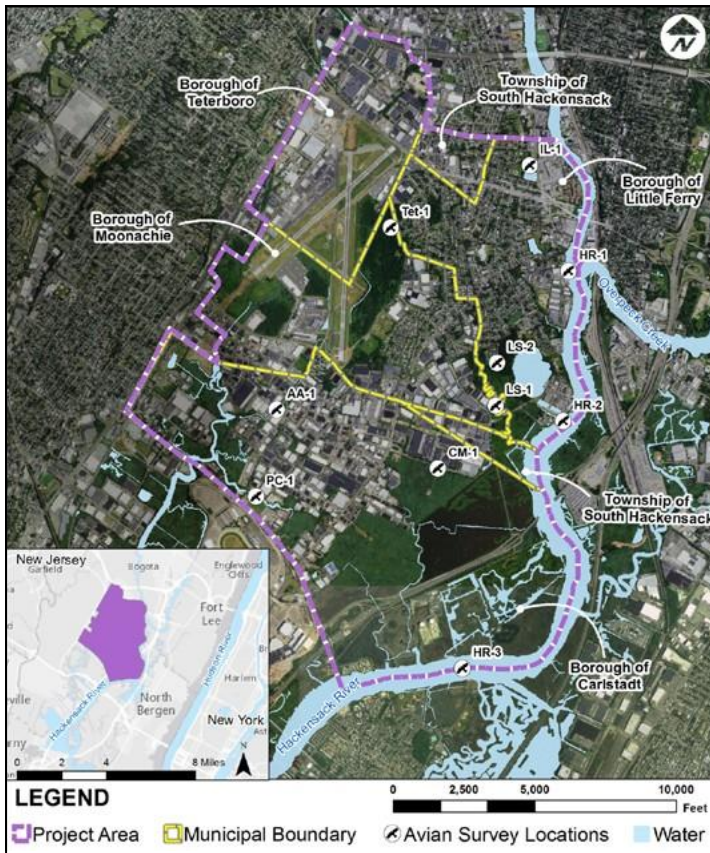 N
Borough of
Teterboro
Township of
South Hackensack
IL-1
Borough of
Little Ferry
Borough of
Moonachie
Tet-1
HR-1
Overpeck Creek
LS-2
LS-1
AA-1
HR-2
CM-1
PC-1
Township of
South Hackensack
HR-3
Borough of
Carlstadt
Hackensack River
New Jersey
Garfield
Bogota
Englewood
Cliffs
Fort
Lee
Hudson River
Harlem
Hackensack River
North
Bergen
New York
N
0 2 4 8 Miles
0 2,500 5,000 10,000
Feet
LEGEND
Project Area
Municipal Boundary
Avian Survey Locations
Water